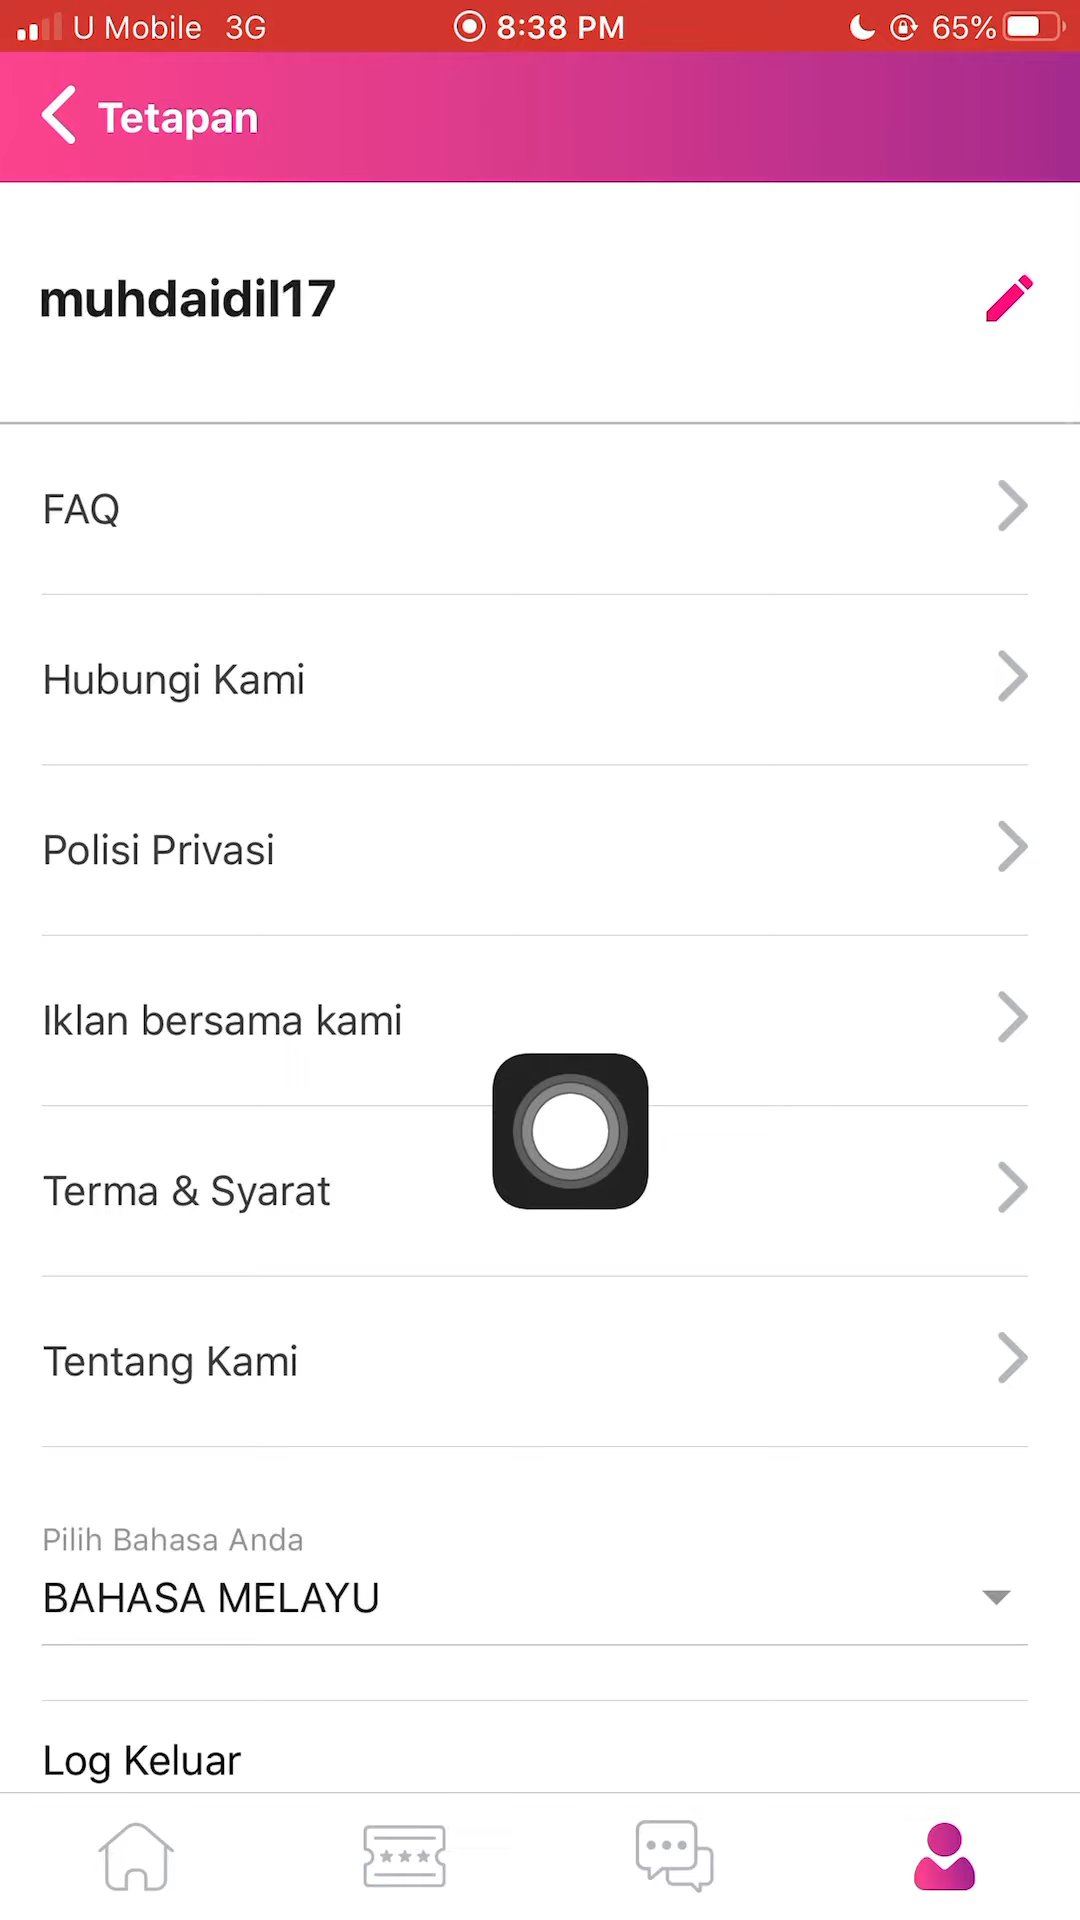 U Mobile 3G 8:38 PM 65%
Tetapan
muhdaidil17
FAQ
Hubungi Kami
Polisi Privasi
Iklan bersama kami
Terma & Syarat
Tentang Kami
Pilih Bahasa Anda
BAHASA MELAYU
Log Keluar